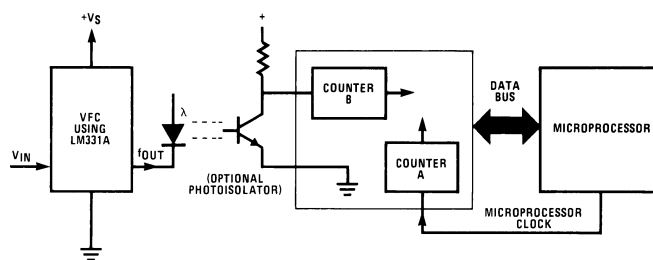 +VS
VFC
USING
LM331A
VIN
fOUT
λ
+
(OPTIONAL
PHOTOISOLATOR)
COUNTER
B
COUNTER
A
DATA
BUS
MICROPROCESSOR
MICROPROCESSOR
CLOCK